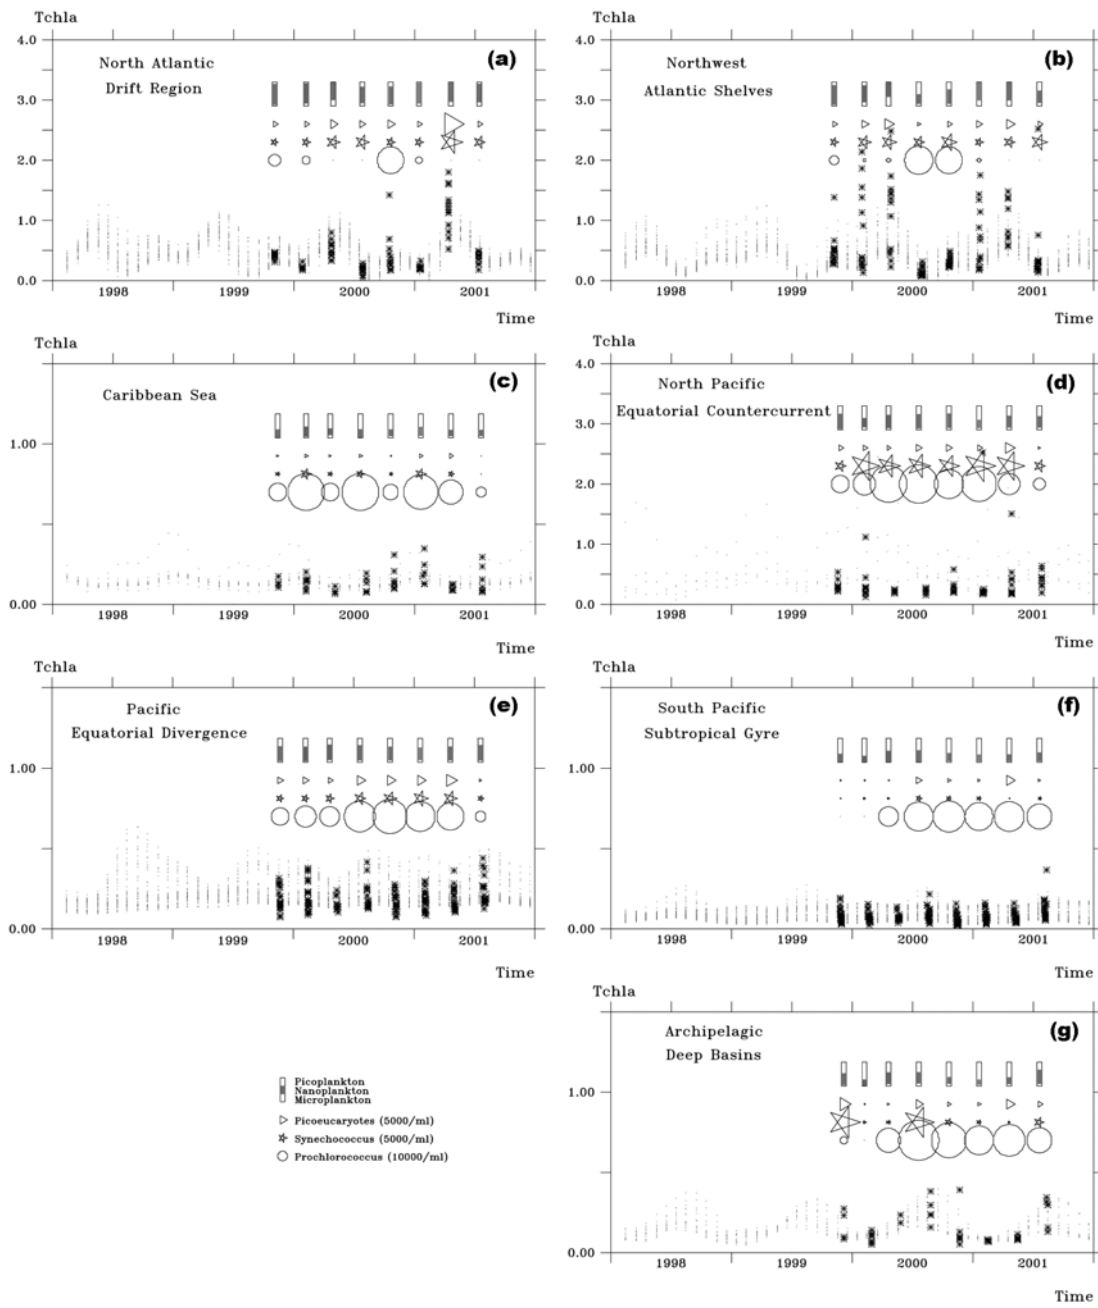 Tchla
4.0
3.0
2.0
1.0
0.0
North Atlantic
Drift Region
(a)
1998
1999
2000
2001
Time
Tchla
4.0
3.0
2.0
1.0
0.0
Northwest
Atlantic Shelves
(b)
1998
1999
2000
2001
Time
Tchla
1.00
0.00
Caribbean Sea
(c)
1998
1999
2000
2001
Time
Tchla
4.0
3.0
2.0
1.0
0.0
North Pacific
Equatorial Countercurrent
(d)
1998
1999
2000
2001
Time
Tchla
1.00
0.00
Pacific
Equatorial Divergence
(e)
1998
1999
2000
2001
Time
Tchla
1.00
0.00
South Pacific
Subtropical Gyre
(f)
1998
1999
2000
2001
Time
Picoplankton
Nanoplankton
Microplankton
Picoeucaryotes (5000/ml)
Synechococcus (5000/ml)
Prochlorococcus (10000/ml)
Tchla
1.00
0.00
Archipelagic
Deep Basins
(g)
1998
1999
2000
2001
Time